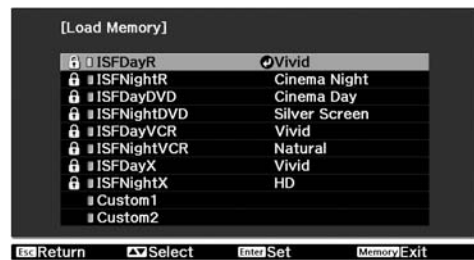 [Load Memory]
ISFDayR Vivid
ISFNightR Cinema Night
ISFDayDVD Cinema Day
ISFNightDVD Silver Screen
ISFDayVCR Vivid
ISFNightVCR Natural
ISFDayX Vivid
ISFNightX HD
Custom1
Custom2
Esc Return Select Enter Set Memory Exit